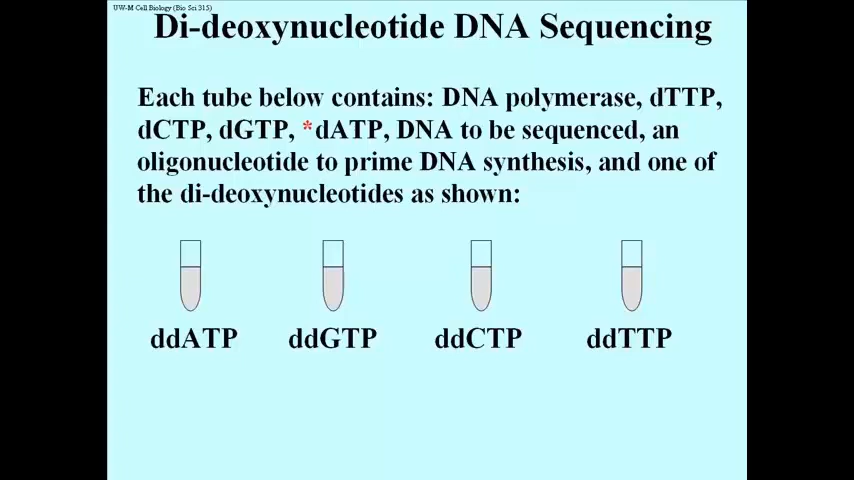 UW-M Cell Biology (Bio Sci 315)
Di-deoxynucleotide DNA Sequencing
Each tube below contains: DNA polymerase, dTTP,
dCTP, dGTP, *dATP, DNA to be sequenced, an
oligonucleotide to prime DNA synthesis, and one of
the di-deoxynucleotides as shown:
ddATP ddGTP ddCTP ddTTP